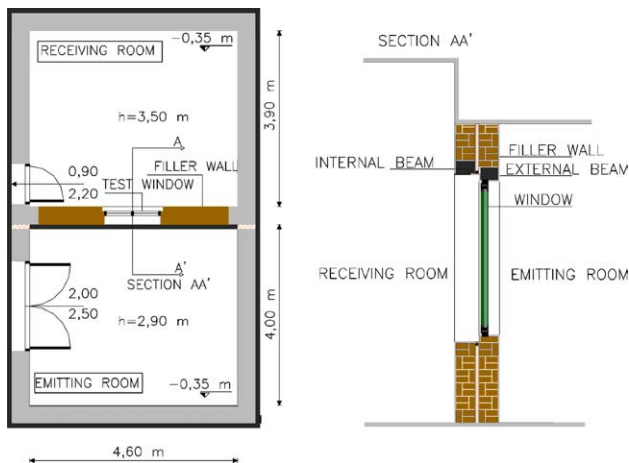 RECEIVING ROOM
−0,35 m
h=3,50 m
A
0,90
2,20
FILLER WALL
TEST WINDOW
3,90 m
A'
SECTION AA'
2,00
2,50
h=2,90 m
4,00 m
EMITTING ROOM
−0,35 m
4,60 m
SECTION AA'
FILLER WALL
INTERNAL BEAM
EXTERNAL BEAM
WINDOW
RECEIVING ROOM
EMITTING ROOM